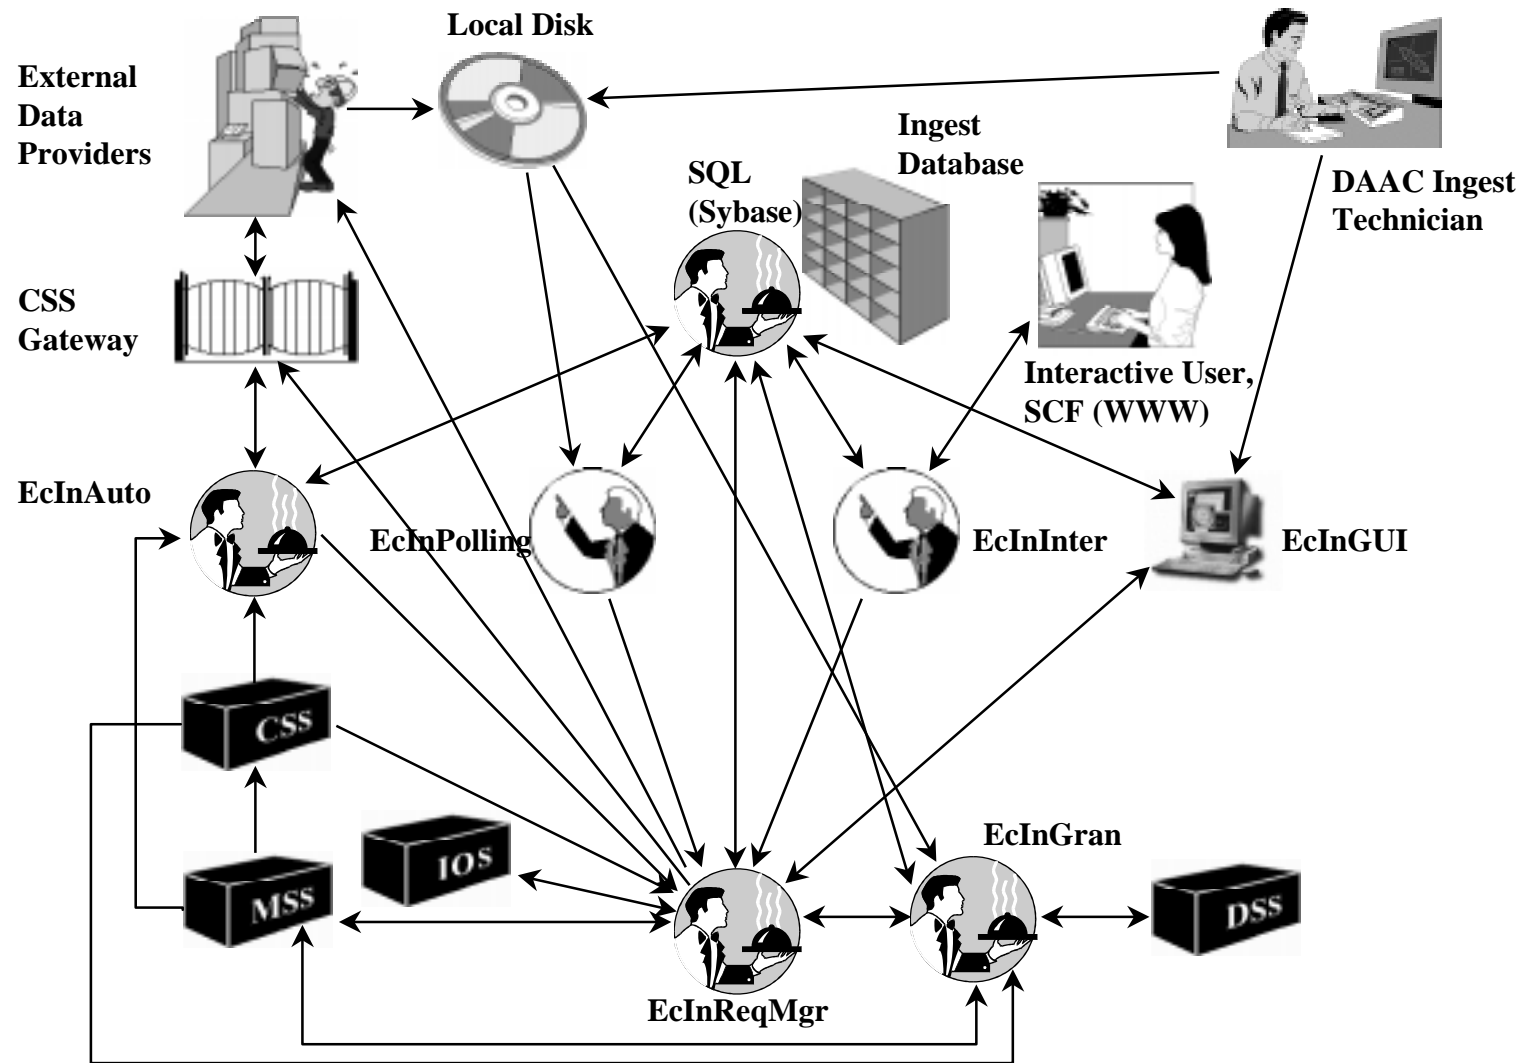 Local Disk
External
Data
Providers
Ingest
Database
SQL
(Sybase)
DAAC Ingest
Technician
CSS
Gateway
Interactive User,
SCF (WWW)
EcInAuto
EcInPolling
EcInInter
EcInGUI
CSS
IOS
EcInGran
MSS
DSS
EcInReqMgr